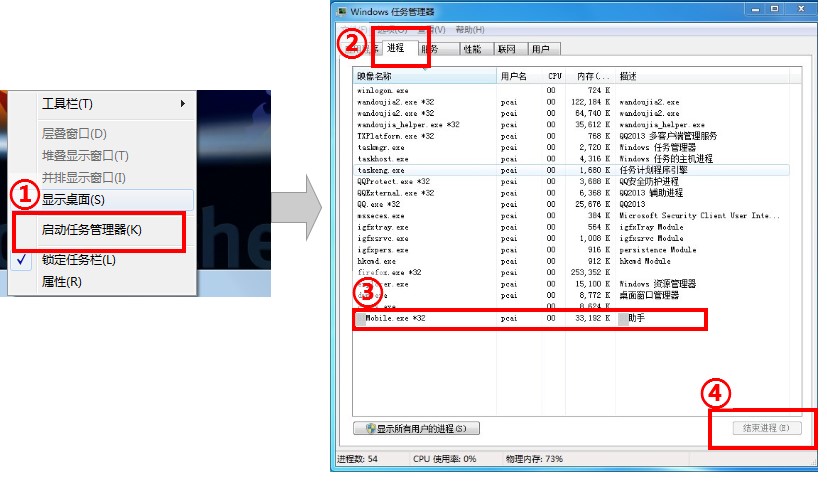 工具栏(T)
层叠窗口(D)
堆叠显示窗口(T)
并排显示窗口(I)
① 显示桌面(S)
启动任务管理器(K)
锁定任务栏(L)
属性(R)
he
Windows 任务管理器
帮助(H)
② 进程 服务 性能 联网 用户
映像名称 用户名 CPU 内存(... 描述
winlogon.exe 00 724 K
wandoujia2.exe *32 pcai 00 122,184 K wandoujia2.exe
wandoujia2.exe *32 pcai 00 64,740 K wandoujia2.exe
wandoujia_helper.exe *32 pcai 00 35,612 K wandoujia_helper.exe
TXPlatform.exe *32 pcai 00 768 K QQ2013 多客户端管理服务
taskmgr.exe pcai 00 2,720 K Windows 任务管理器
taskhost.exe pcai 00 4,316 K Windows 任务的主机进程
taskeng.exe pcai 00 1,680 K 任务计划程序引擎
QQProtect.exe *32 pcai 00 3,688 K QQ安全防护进程
QQExternal.exe *32 pcai 00 6,368 K QQ2013 辅助进程
QQ.exe *32 pcai 00 25,676 K QQ2013
msseces.exe pcai 00 384 K Microsoft Security Client User Inte...
igfxtray.exe pcai 00 564 K igfxTray Module
igfxsrvc.exe pcai 00 1,008 K igfxsrvc Module
igfxpers.exe pcai 00 916 K persistence Module
hkcmd.exe pcai 00 912 K hkcmd Module
firefox.exe *32 pcai 00 253,352 K
pcai 00 15,100 K Windows 资源管理器
③ pcai 00 8,772 K 桌面窗口管理器
.exe 00 8,624 K
Mobile.exe *32 pcai 00 33,192 K 助手
④
显示所有用户的进程(S) 结束进程(E)
进程数: 54 CPU 使用率: 0% 物理内存: 73%